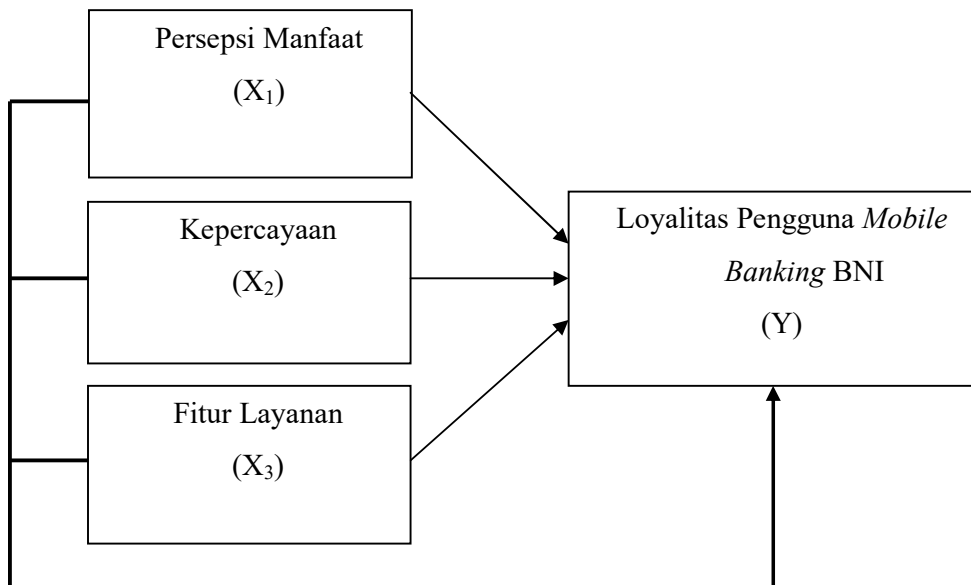 Persepsi Manfaat
(X₁)
Kepercayaan
(X₂)
Fitur Layanan
(X₃)
Loyalitas Pengguna Mobile
Banking BNI
(Y)